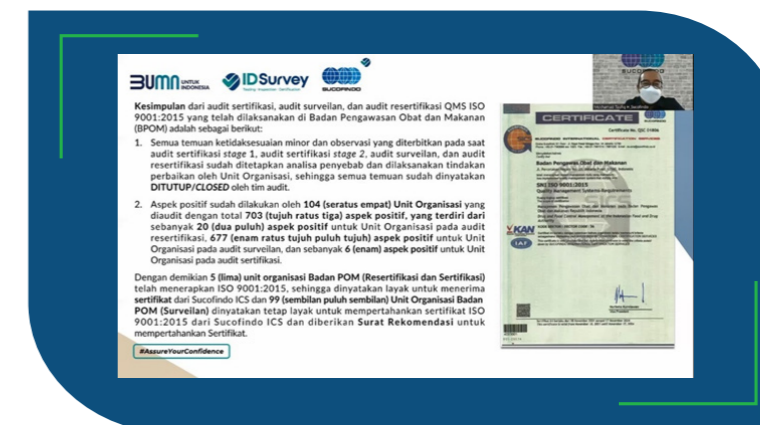 BUMN UNTUK INDONESIA
IDSurvey
Testing - Inspection - Certification
SUCOFINDO
SUCOFINDO
Kesimpulan dari audit sertifikasi, audit surveilan, dan audit resertifikasi QMS ISO
9001:2015 yang telah dilaksanakan di Badan Pengawasan Obat dan Makanan
(BPOM) adalah sebagai berikut:
1. Semua temuan ketidaksesuaian minor dan observasi yang diterbitkan pada saat
audit sertifikasi stage 1, audit sertifikasi stage 2, audit surveilan, dan audit
resertifikasi sudah ditetapkan analisa penyebab dan dilaksanakan tindakan
perbaikan oleh Unit Organisasi, sehingga semua temuan sudah dinyatakan
DITUTUP/CLOSED oleh tim audit.
2. Aspek positif sudah dilakukan oleh 104 (seratus empat) Unit Organisasi yang
diaudit dengan total 703 (tujuh ratus tiga) aspek positif, yang terdiri dari
sebanyak 20 (dua puluh) aspek positif untuk Unit Organisasi pada audit
resertifikasi, 677 (enam ratus tujuh puluh tujuh) aspek positif untuk Unit
Organisasi pada audit surveilan, dan sebanyak 6 (enam) aspek positif untuk Unit
Organisasi pada audit sertifikasi.
Dengan demikian 5 (lima) unit organisasi Badan POM (Resertifikasi dan Sertifikasi)
telah menerapkan ISO 9001:2015, sehingga dinyatakan layak untuk menerima
sertifikat dari Sucofindo ICS dan 99 (sembilan puluh sembilan) Unit Organisasi Badan
POM (Surveilan) dinyatakan tetap layak untuk mempertahankan sertifikat ISO
9001:2015 dari Sucofindo ICS dan diberikan Surat Rekomendasi untuk
mempertahankan Sertifikat.
#AssureYourConfidence
CERTIFICATE
Badan Pengawas Obat dan Makanan
SNI ISO 9001:2015
Quality Management Systems-Requirements
SICS
KAN
IAF